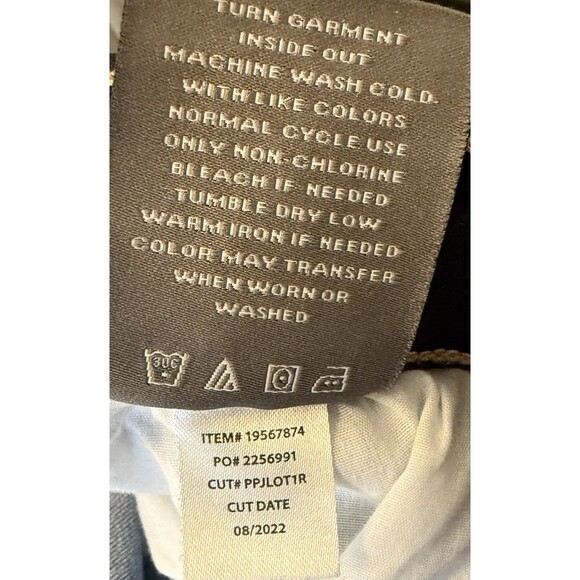 TURN GARMENT
INSIDE OUT
MACHINE WASH COLD
WITH LIKE COLORS
NORMAL CYCLE USE
ONLY NON-CHLORINE
BLEACH IF NEEDED
TUMBLE DRY LOW
WARM IRON IF NEEDED
COLOR MAY TRANSFER
WHEN WORN OR
WASHED
30C
ITEM# 19567874
PO# 2256991
CUT# PPJLOT1R
CUT DATE
08/2022